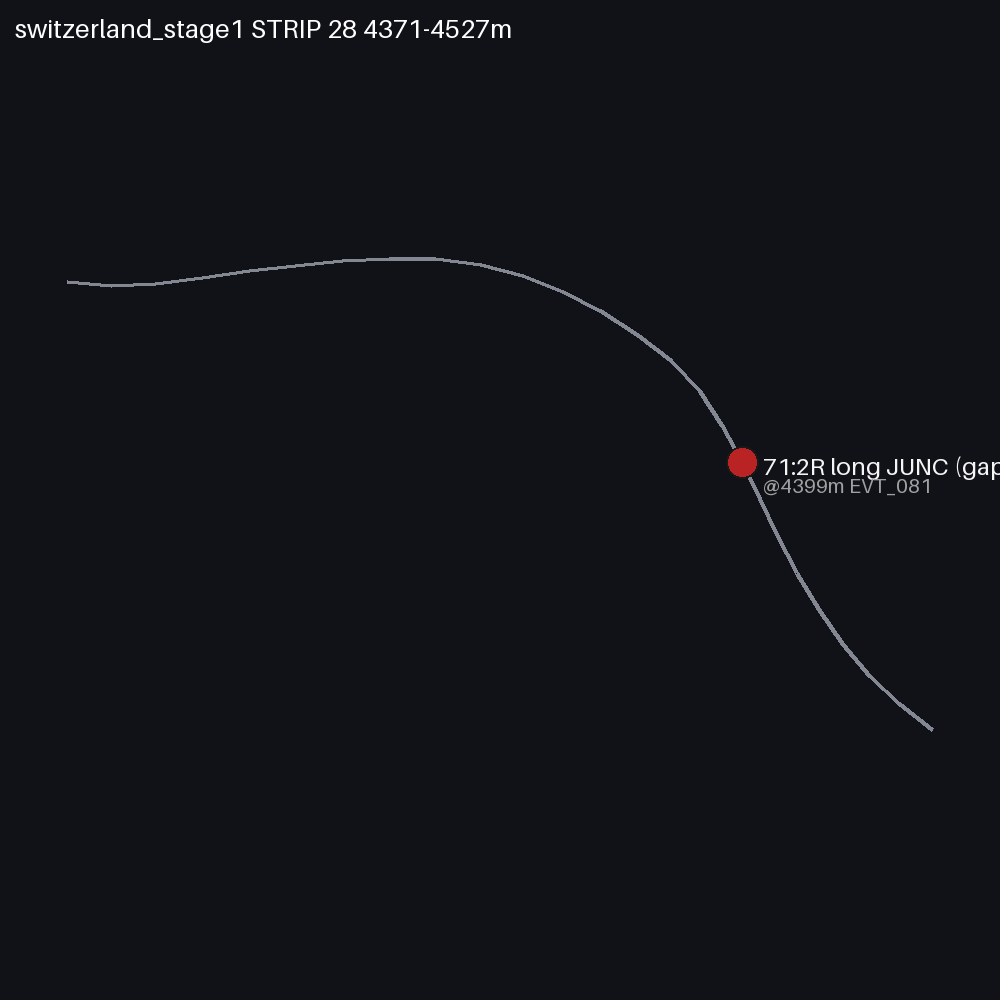 switzerland_stage1 STRIP 28 4371-4527m
71:2R long JUNC (gap
@4399m EVT_081